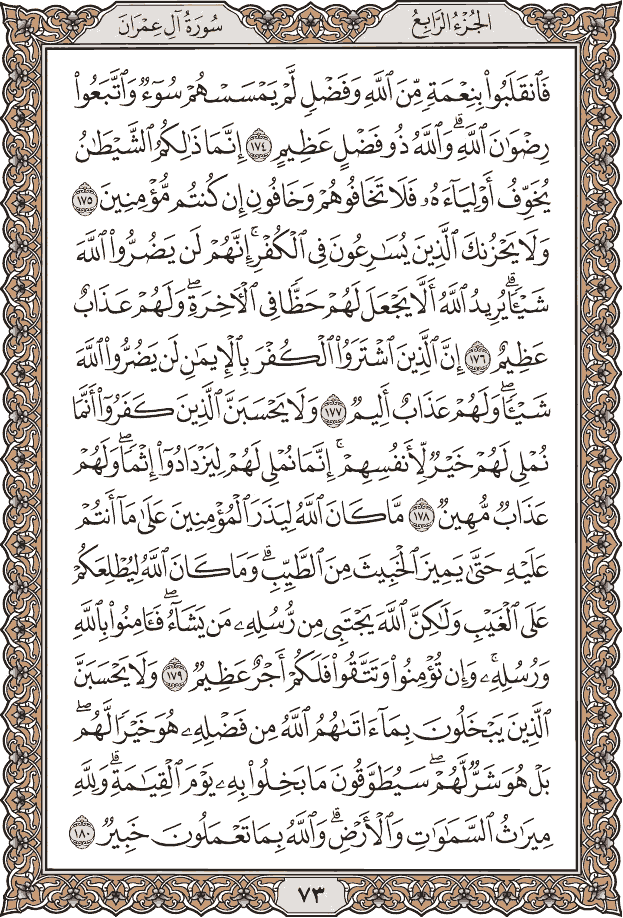 سُورَةُ آلِ عِمْرَانَ
الجُزْءُ الرَّابِعُ
فَٱنقَلَبُوا۟ بِنِعْمَةٍ مِّنَ ٱللَّهِ وَفَضْلٍ لَّمْ يَمْسَسْهُمْ سُوٓءٌ وَٱتَّبَعُوا۟
رِضْوَٰنَ ٱللَّهِ ۗ وَٱللَّهُ ذُو فَضْلٍ عَظِيمٍ ١٧٤ إِنَّمَا ذَٰلِكُمُ ٱلشَّيْطَٰنُ
يُخَوِّفُ أَوْلِيَآءَهُۥ فَلَا تَخَافُوهُمْ وَخَافُونِ إِن كُنتُم مُّؤْمِنِينَ ١٧٥
وَلَا يَحْزُنكَ ٱلَّذِينَ يُسَٰرِعُونَ فِى ٱلْكُفْرِ ۚ إِنَّهُمْ لَن يَضُرُّوا۟ ٱللَّهَ
شَيْـًٔا ۗ يُرِيدُ ٱللَّهُ أَلَّا يَجْعَلَ لَهُمْ حَظًّا فِى ٱلْـَٔاخِرَةِ ۖ وَلَهُمْ عَذَابٌ
عَظِيمٌ ١٧٦ إِنَّ ٱلَّذِينَ ٱشْتَرَوُا۟ ٱلْكُفْرَ بِٱلْإِيمَٰنِ لَن يَضُرُّوا۟ ٱللَّهَ
شَيْـًٔا ۖ وَلَهُمْ عَذَابٌ أَلِيمٌ ١٧٧ وَلَا يَحْسَبَنَّ ٱلَّذِينَ كَفَرُوٓا۟ أَنَّمَا
نُمْلِى لَهُمْ خَيْرٌ لِّأَنفُسِهِمْ ۚ إِنَّمَا نُمْلِى لَهُمْ لِيَزْدَادُوٓا۟ إِثْمًا ۖ وَلَهُمْ
عَذَابٌ مُّهِينٌ ١٧٨ مَّا كَانَ ٱللَّهُ لِيَذَرَ ٱلْمُؤْمِنِينَ عَلَىٰ مَآ أَنتُمْ
عَلَيْهِ حَتَّىٰ يَمِيزَ ٱلْخَبِيثَ مِنَ ٱلطَّيِّبِ ۗ وَمَا كَانَ ٱللَّهُ لِيُطْلِعَكُمْ
عَلَى ٱلْغَيْبِ وَلَٰكِنَّ ٱللَّهَ يَجْتَبِى مِن رُّسُلِهِۦ مَن يَشَآءُ ۖ فَـَٔامِنُوا۟ بِٱللَّهِ
وَرُسُلِهِۦ ۚ وَإِن تُؤْمِنُوا۟ وَتَتَّقُوا۟ فَلَكُمْ أَجْرٌ عَظِيمٌ ١٧٩ وَلَا يَحْسَبَنَّ
ٱلَّذِينَ يَبْخَلُونَ بِمَآ ءَاتَىٰهُمُ ٱللَّهُ مِن فَضْلِهِۦ هُوَ خَيْرًا لَّهُم ۖ
بَلْ هُوَ شَرٌّ لَّهُمْ ۖ سَيُطَوَّقُونَ مَا بَخِلُوا۟ بِهِۦ يَوْمَ ٱلْقِيَٰمَةِ ۗ وَلِلَّهِ
مِيرَٰثُ ٱلسَّمَٰوَٰتِ وَٱلْأَرْضِ ۗ وَٱللَّهُ بِمَا تَعْمَلُونَ خَبِيرٌ ١٨٠
٧٣